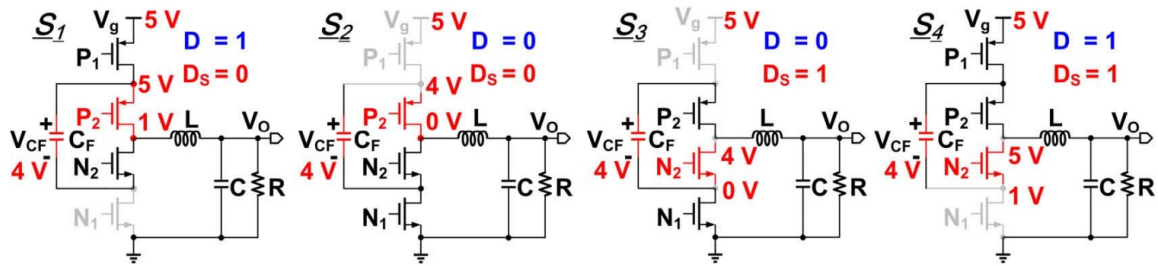 S1
Vg
5 V
D = 1
P1
DS = 0
5 V
P2
1 V
L
VO
+
VCF
CF
-
4 V
N2
C
R
N1
S2
5 V
D = 0
P1
DS = 0
4 V
P2
0 V
L
VO
+
VCF
CF
-
4 V
N2
C
R
N1
S3
Vg
5 V
D = 0
P1
DS = 1
P2
L
VO
+
VCF
CF
-
4 V
4 V
N2
0 V
C
R
N1
S4
Vg
5 V
D = 1
P1
DS = 1
P2
L
VO
+
VCF
CF
-
4 V
5 V
N2
1 V
C
R
N1